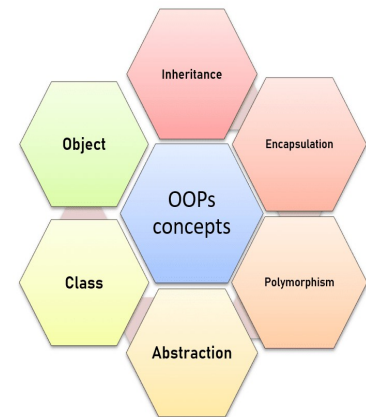 Inheritance
Object
Encapsulation
OOPs
concepts
Class
Polymorphism
Abstraction